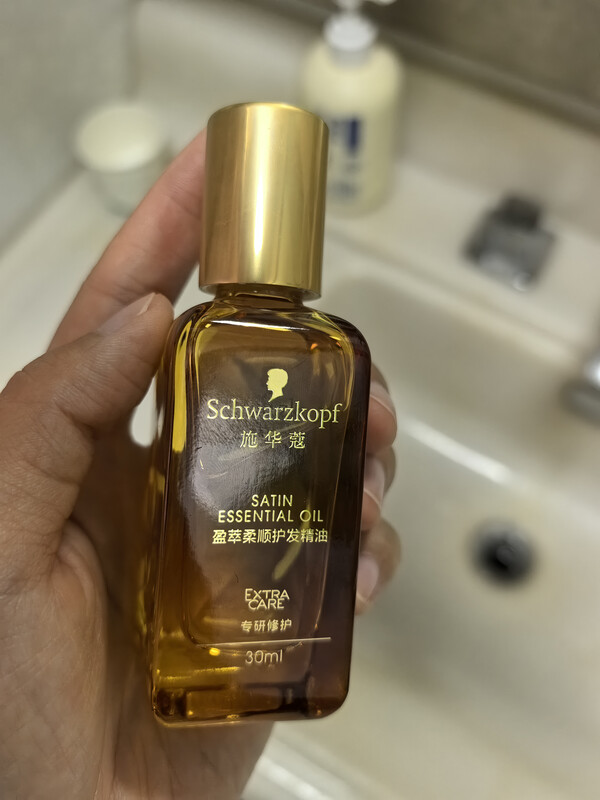 Schwarzkopf
施华蔻
SATIN
ESSENTIAL OIL
盈萃柔顺护发精油
EXTRA
CARE
专研修护
30ml